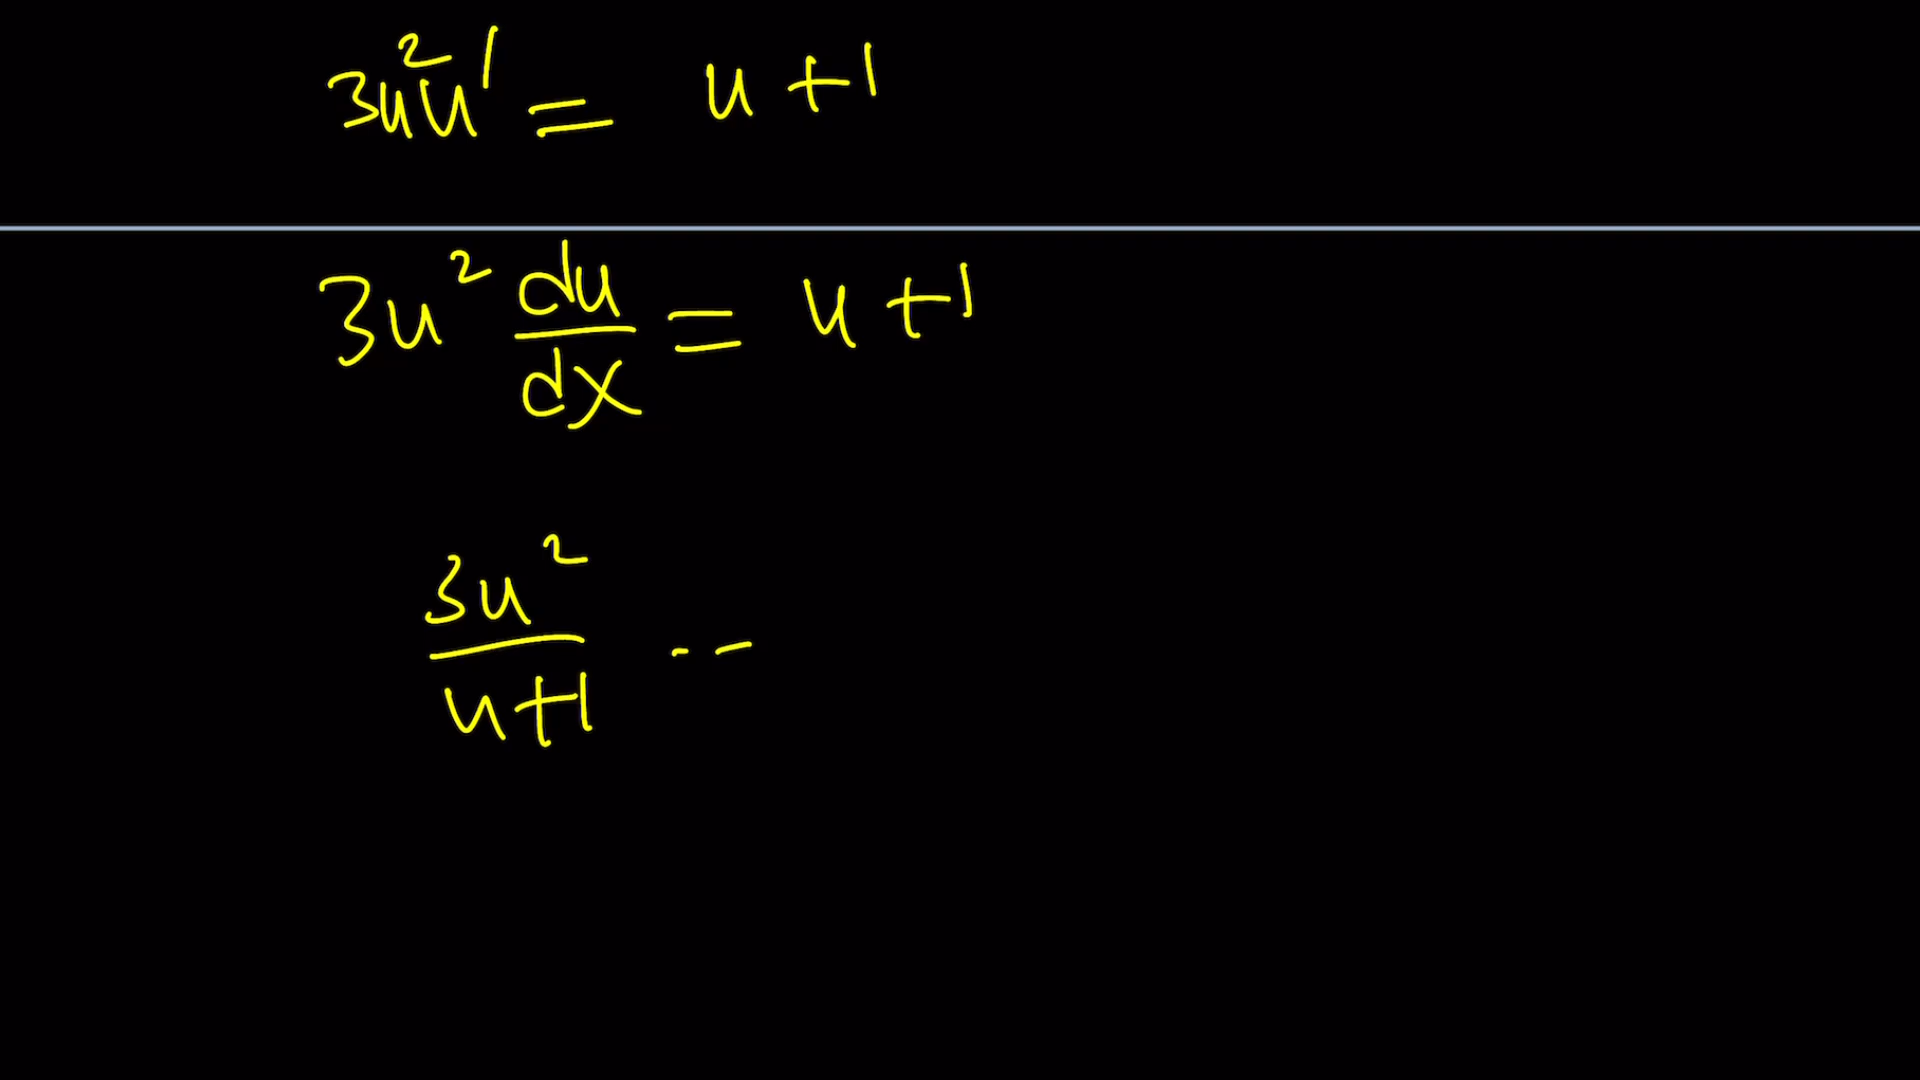 3u²u' = u+1
3u² du/dx = u+1
3u²/u+1 --